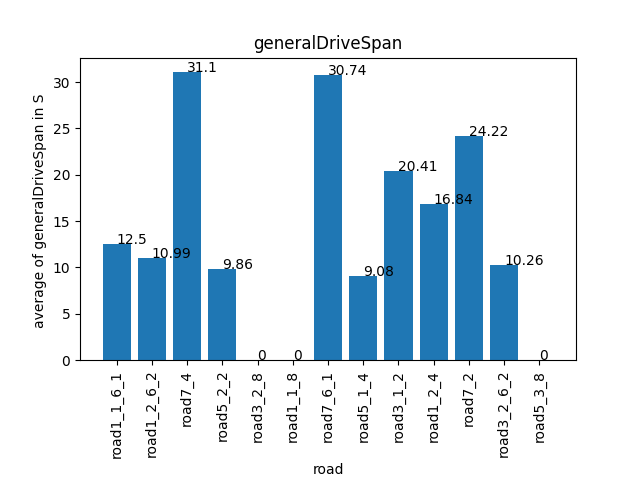 generalDriveSpan
average of generalDriveSpan in S
30
25
20
15
10
5
0
12.5
10.99
31.1
9.86
0
0
30.74
9.08
20.41
16.84
24.22
10.26
0
road1_1_6_1
road1_2_6_2
road7_4
road5_2_2
road3_2_8
road1_1_8
road7_6_1
road5_1_4
road3_1_2
road1_2_4
road7_2
road3_2_6_2
road5_3_8
road